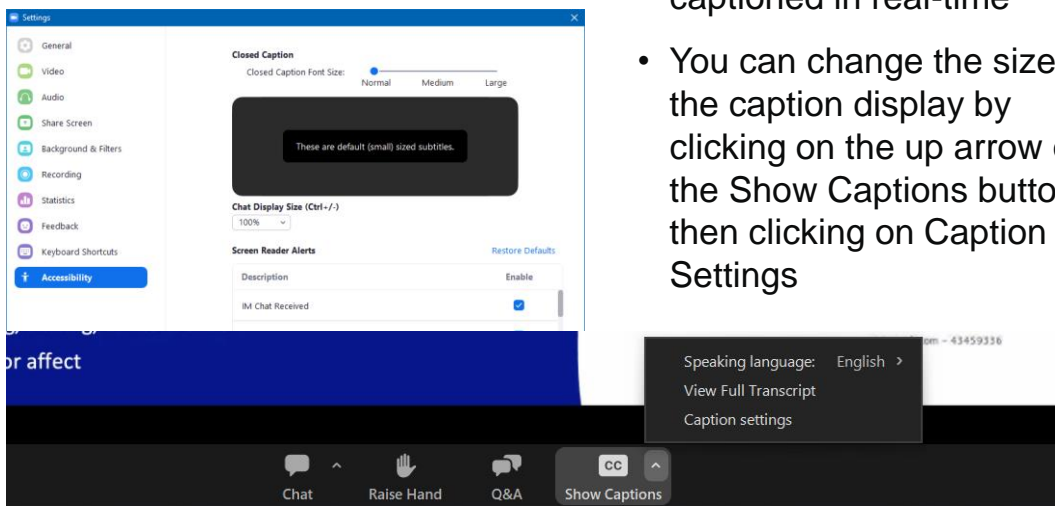 Settings
General
Video
Audio
Share Screen
Background & Filters
Recording
Statistics
Feedback
Keyboard Shortcuts
Accessibility
Closed Caption
Closed Caption Font Size:
Normal Medium Large
These are default (small) sized subtitles.
Chat Display Size (Ctrl+/-)
100%
Screen Reader Alerts Restore Defaults
Description Enable
IM Chat Received
captioned in real-time
• You can change the size
the caption display by
clicking on the up arrow
the Show Captions butto
then clicking on Caption
Settings
or affect
om – 43459336
Speaking language: English >
View Full Transcript
Caption settings
Chat
Raise Hand
Q&A
CC
Show Captions